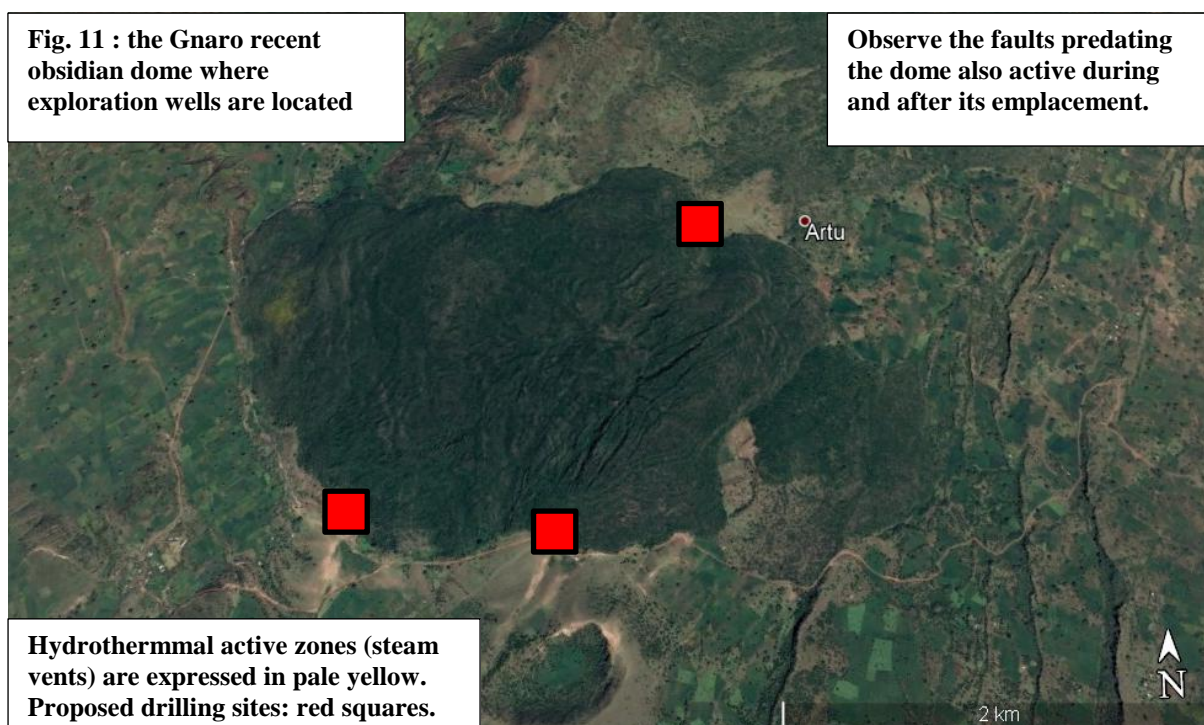 Fig. 11 : the Gnaro recent
obsidian dome where
exploration wells are located
Observe the faults predating
the dome also active during
and after its emplacement.
Artu
Hydrothermmal active zones (steam
vents) are expressed in pale yellow.
Proposed drilling sites: red squares.
2 km
N